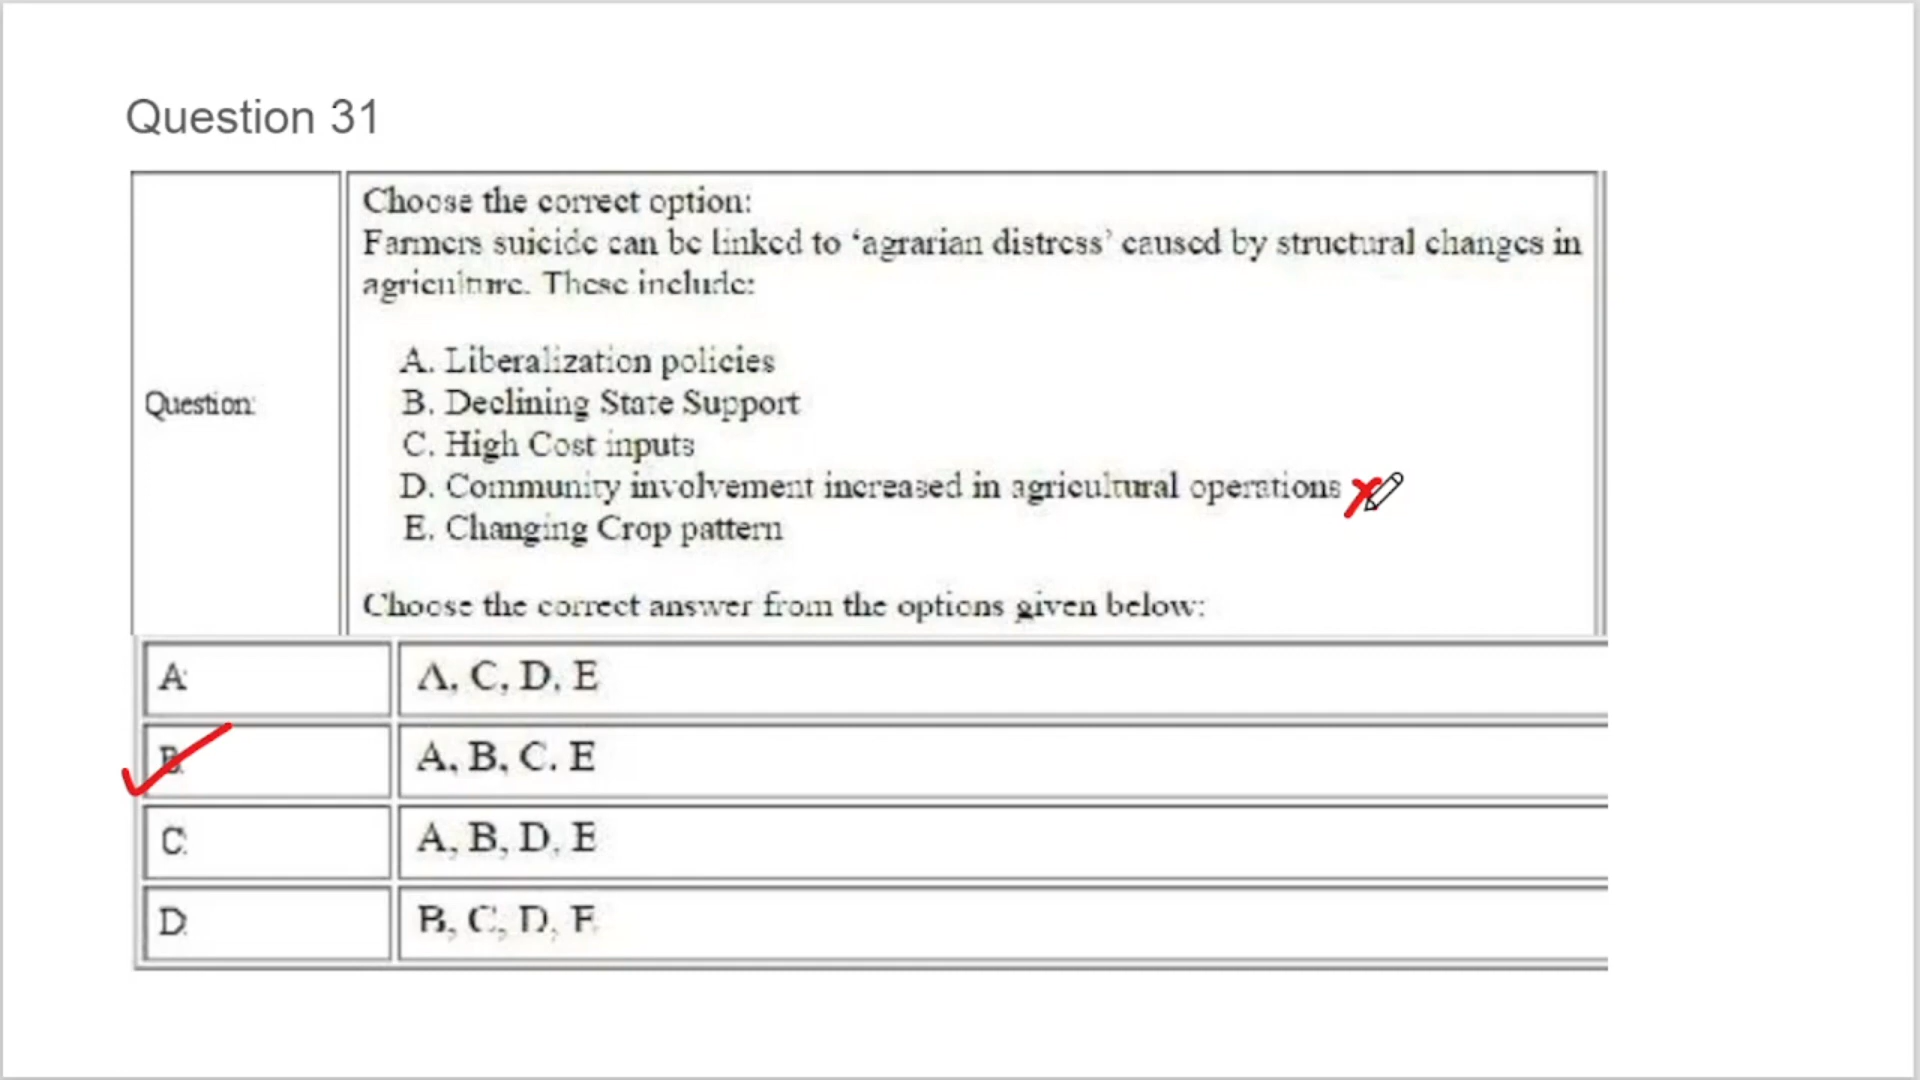 Question 31
Choose the correct option:
Farmers suicide can be linked to ‘agrarian distress’ caused by structural changes in
agriculture. These include:
A. Liberalization policies
B. Declining State Support
Question:
C. High Cost inputs
D. Community involvement increased in agricultural operations
E. Changing Crop pattern
Choose the correct answer from the options given below:
A: A, C, D, E
B: A, B, C, E
C: A, B, D, E
D: B, C, D, E